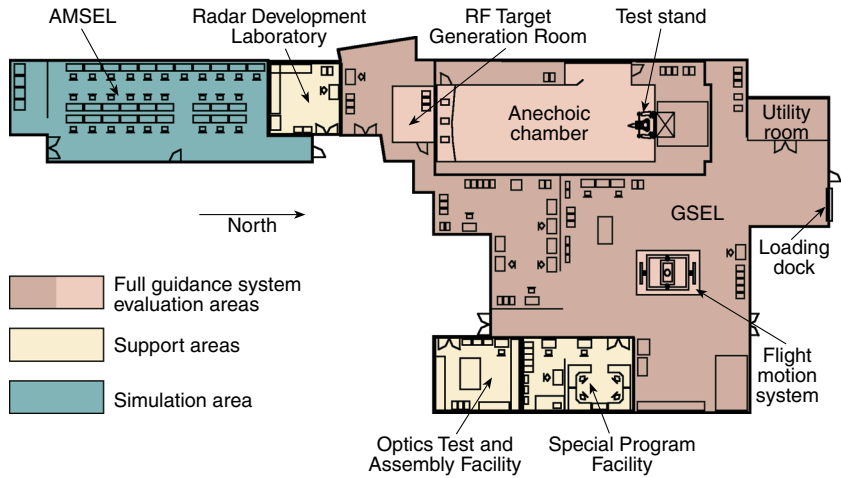 AMSEL
Radar Development
Laboratory
RF Target
Generation Room
Test stand
Anechoic
chamber
Utility
room
North
GSEL
Loading
dock
Full guidance system
evaluation areas
Support areas
Simulation area
Flight
motion
system
Optics Test and
Assembly Facility
Special Program
Facility